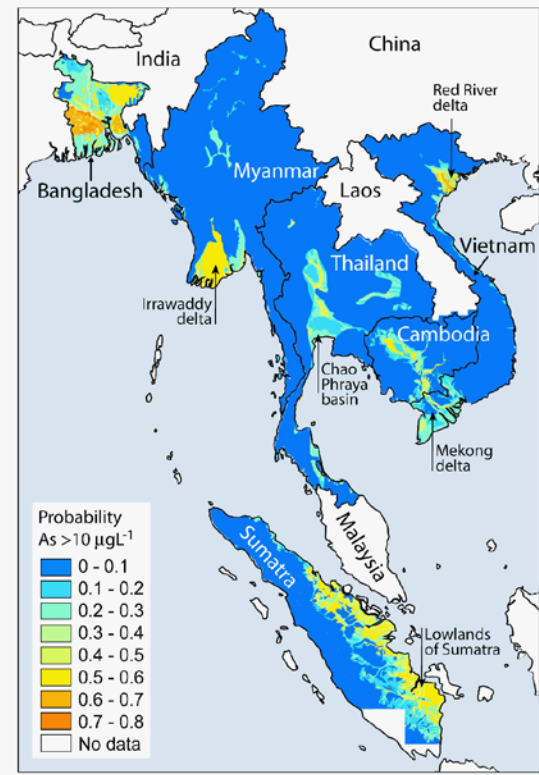 China
India
Red River
delta
Myanmar
Laos
Bangladesh
Vietnam
Thailand
Irrawaddy
delta
Cambodia
Chao
Phraya
basin
Mekong
delta
Probability
As >10 µgL⁻¹
0 - 0.1
0.1 - 0.2
0.2 - 0.3
0.3 - 0.4
0.4 - 0.5
0.5 - 0.6
0.6 - 0.7
0.7 - 0.8
No data
Sumatra
Malaysia
Lowlands
of Sumatra